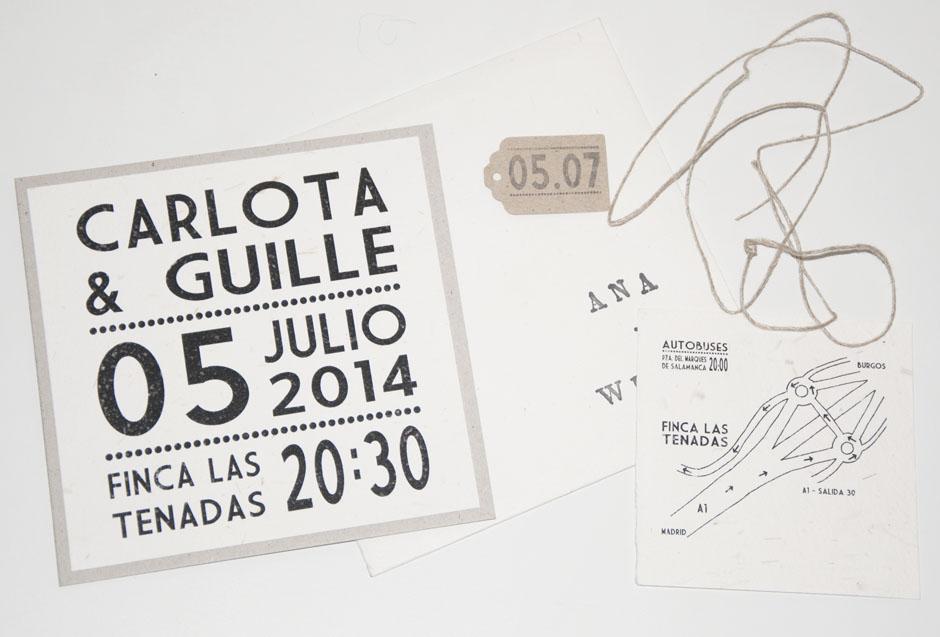 CARLOTA
& GUILLE
05 JULIO
2014
FINCA LAS
TENADAS
20:30
05.07
ANA
AUTOBUSES
PZA. DEL MARQUES
DE SALAMANCA 20:00
BURGOS
FINCA LAS
TENADAS
A1 - SALIDA 30
A1
MADRID